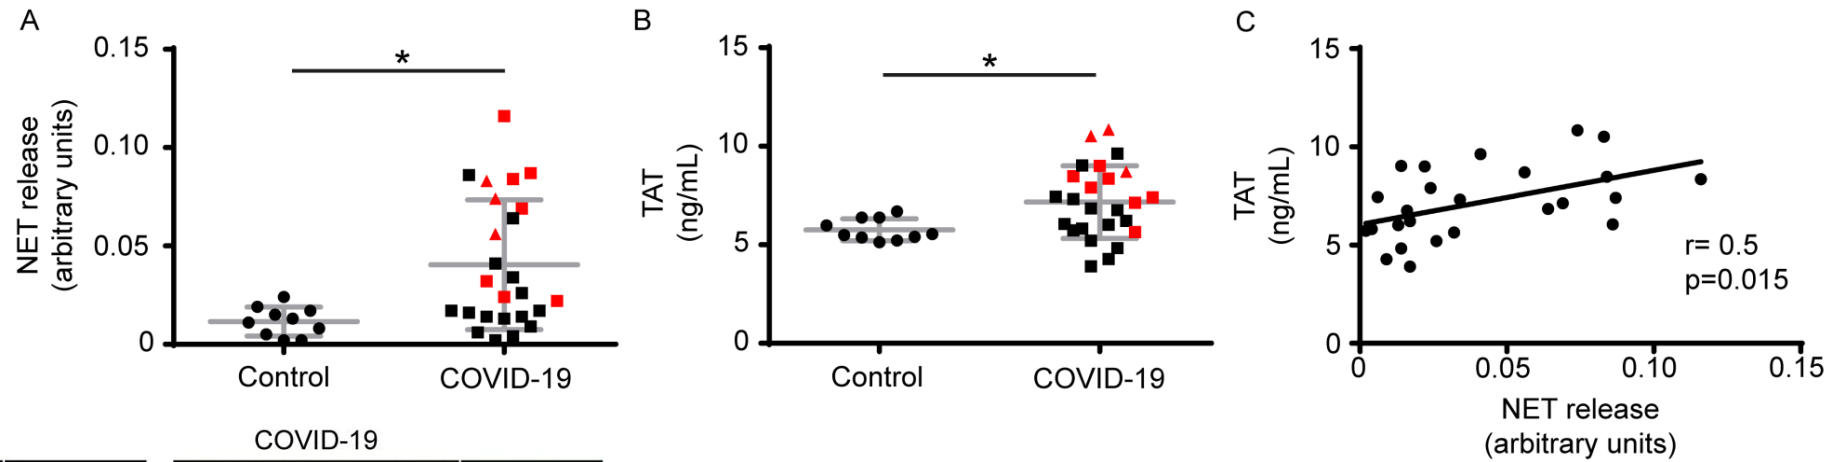 A
NET release
(arbitrary units)
0.15
0.10
0.05
0
*
Control
COVID-19
B
TAT
(ng/mL)
15
10
5
0
*
Control
COVID-19
C
TAT
(ng/mL)
15
10
5
0
r= 0.5
p=0.015
0
0.05
0.10
0.15
NET release
(arbitrary units)
COVID-19